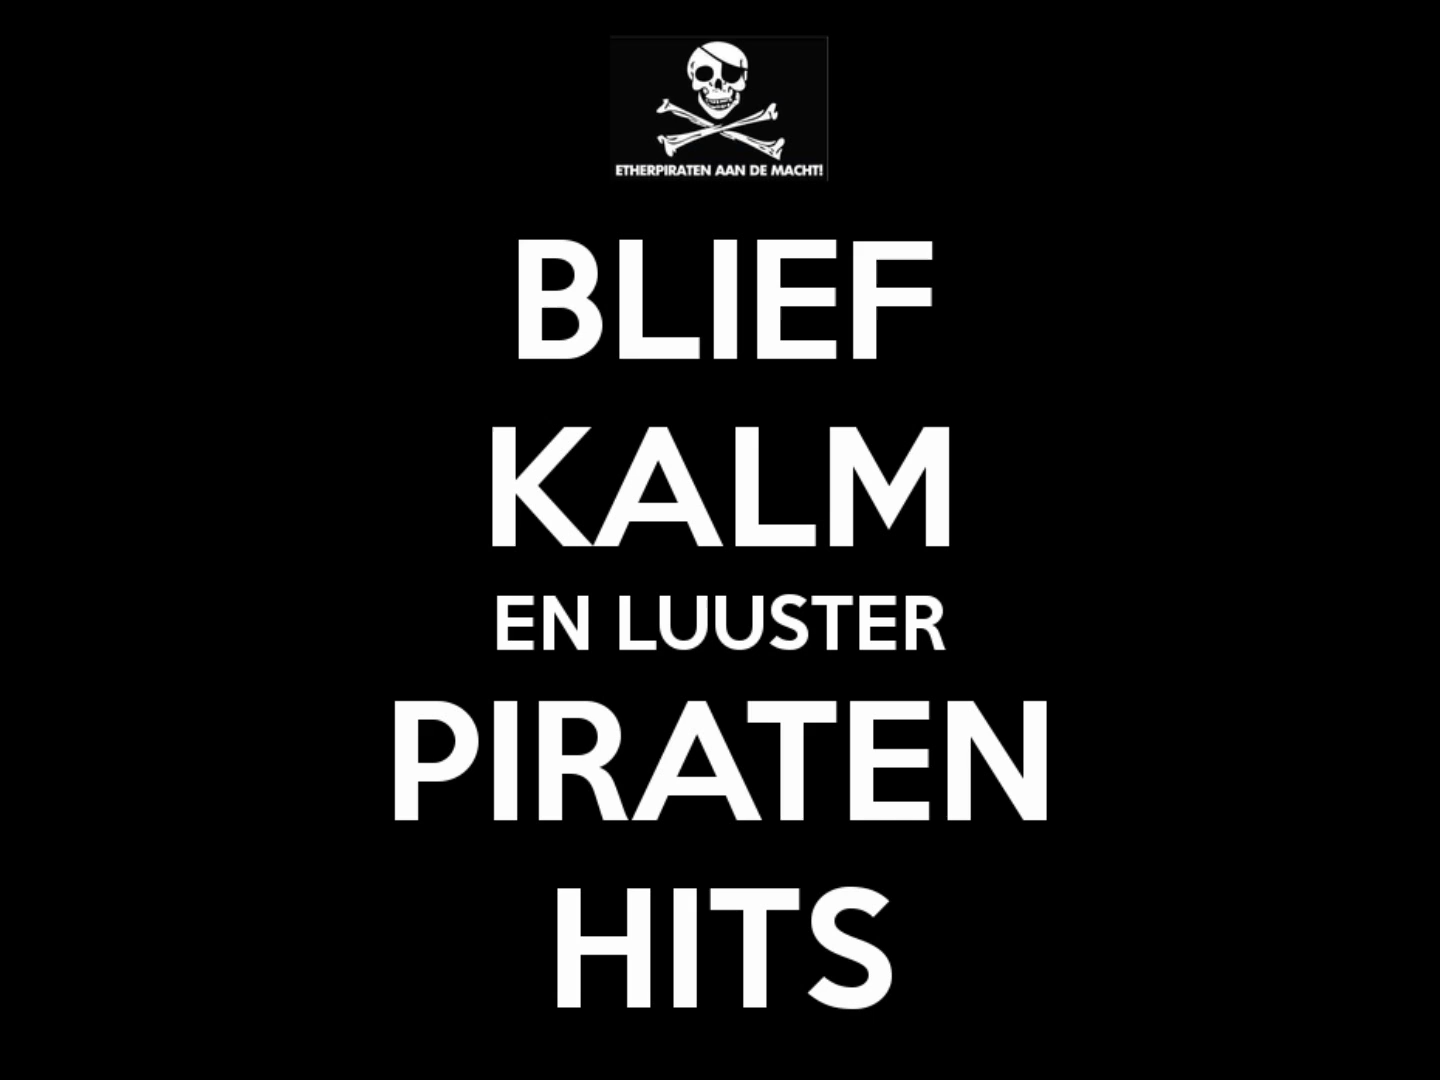 ETHERPIRATEN AAN DE MACHT!
BLIEF
KALM
EN LUUSTER
PIRATEN
HITS